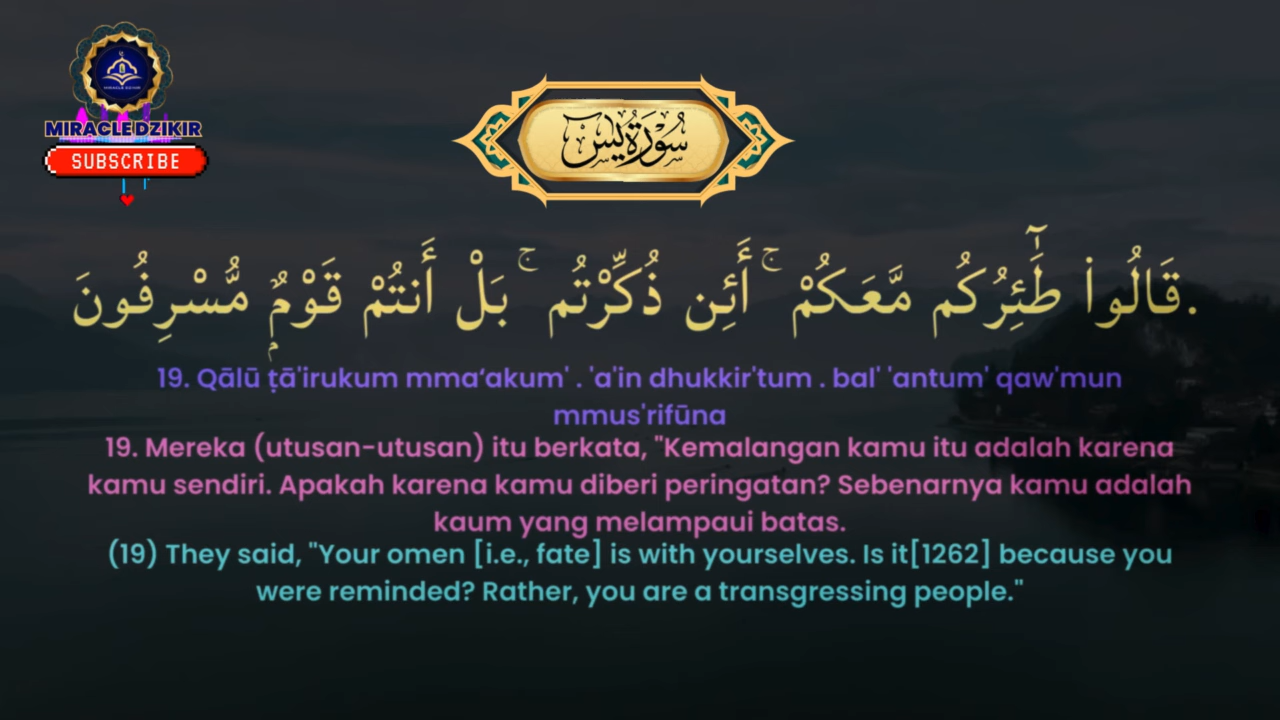 MIRACLE DZIKIR
SUBSCRIBE
سُورَةُ يس
قَالُوا۟ طَٰٓئِرُكُم مَّعَكُمْ ۚ أَئِن ذُكِّرْتُم ۚ بَلْ أَنتُمْ قَوْمٌۭ مُّسْرِفُونَ.
19. Qālū ṭā'irukum mma‘akum' . 'a'in dhukkir'tum . bal' 'antum' qaw'mun
mmus'rifūna
19. Mereka (utusan-utusan) itu berkata, "Kemalangan kamu itu adalah karena
kamu sendiri. Apakah karena kamu diberi peringatan? Sebenarnya kamu adalah
kaum yang melampaui batas.
(19) They said, "Your omen [i.e., fate] is with yourselves. Is it[1262] because you
were reminded? Rather, you are a transgressing people."